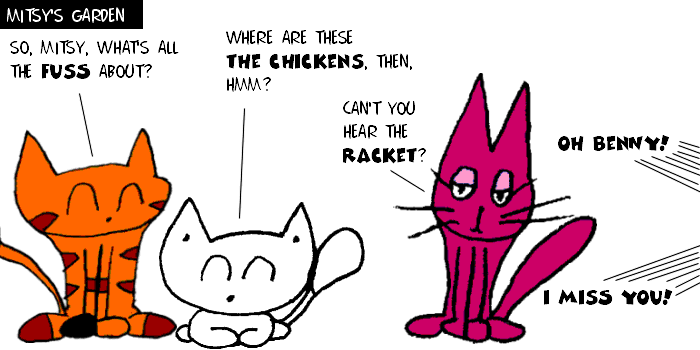 MITSY'S GARDEN
SO, MITSY, WHAT'S ALL
THE FUSS ABOUT?
WHERE ARE THESE
THE CHICKENS, THEN,
HMM?
CAN'T YOU
HEAR THE
RACKET?
OH BENNY!
I MISS YOU!